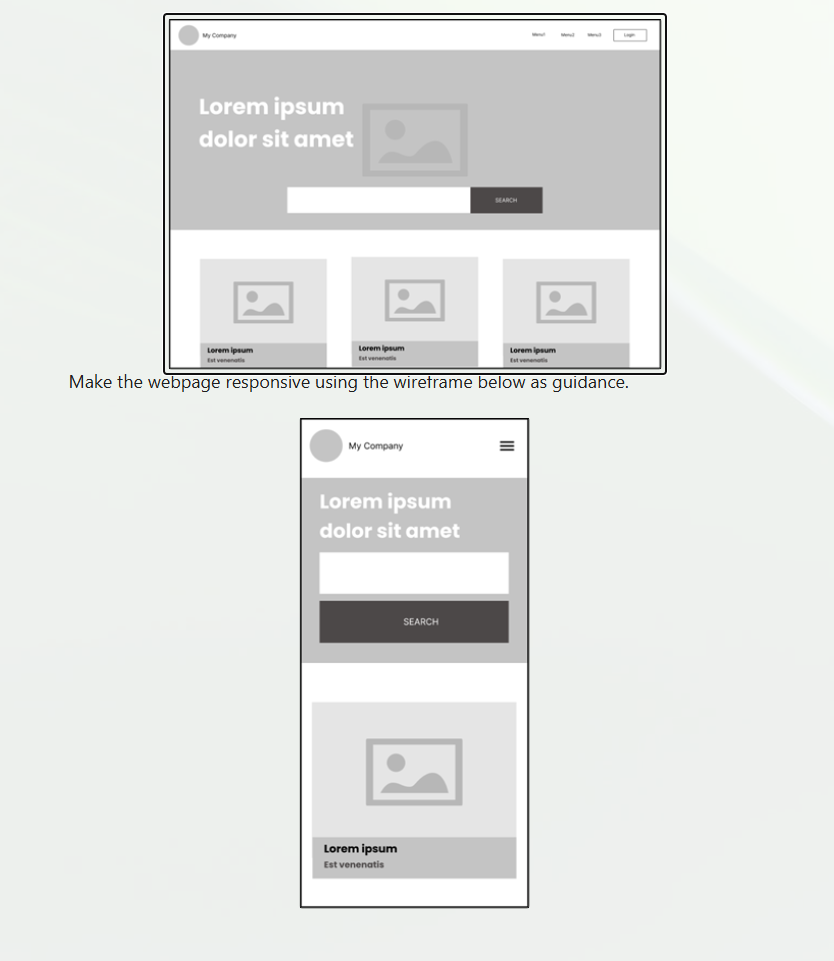 My Company Menu1 Menu2 Menu3 Login
Lorem ipsum
dolor sit amet
SEARCH
Lorem ipsum Lorem ipsum Lorem ipsum
Est venenatis Est venenatis Est venenatis
Make the webpage responsive using the wireframe below as guidance.
My Company
Lorem ipsum
dolor sit amet
SEARCH
Lorem ipsum
Est venenatis